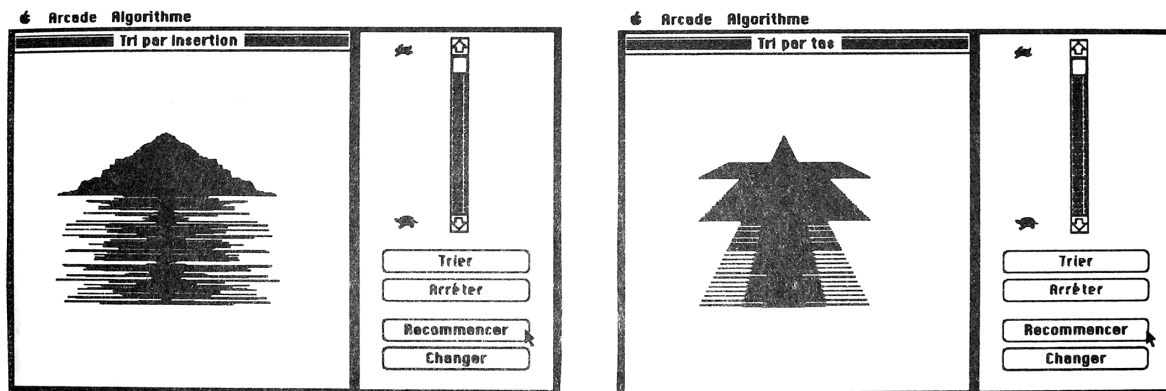 Arcade Algorithme
Tri par insertion
Trier
Arrêter
Recommencer
Changer
Arcade Algorithme
Tri par tas
Trier
Arrêter
Recommencer
Changer